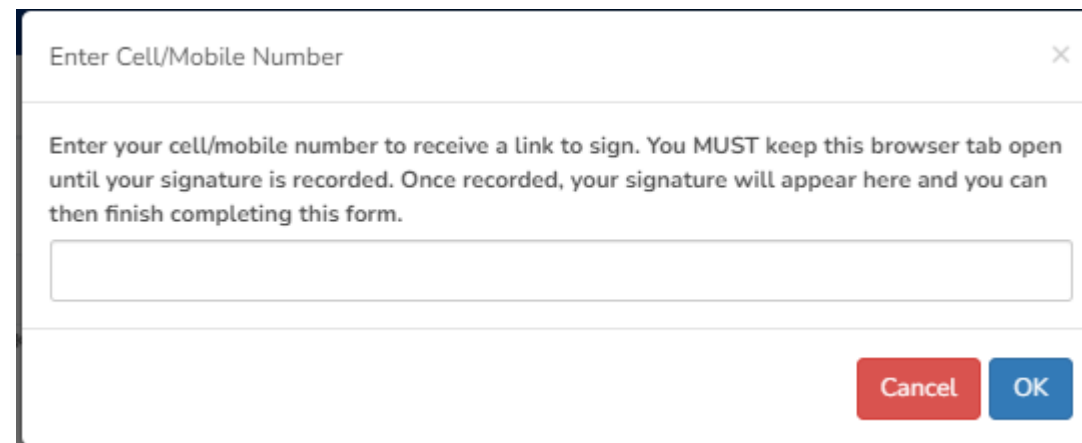 Enter Cell/Mobile Number
×
Enter your cell/mobile number to receive a link to sign. You MUST keep this browser tab open
until your signature is recorded. Once recorded, your signature will appear here and you can
then finish completing this form.
Cancel OK